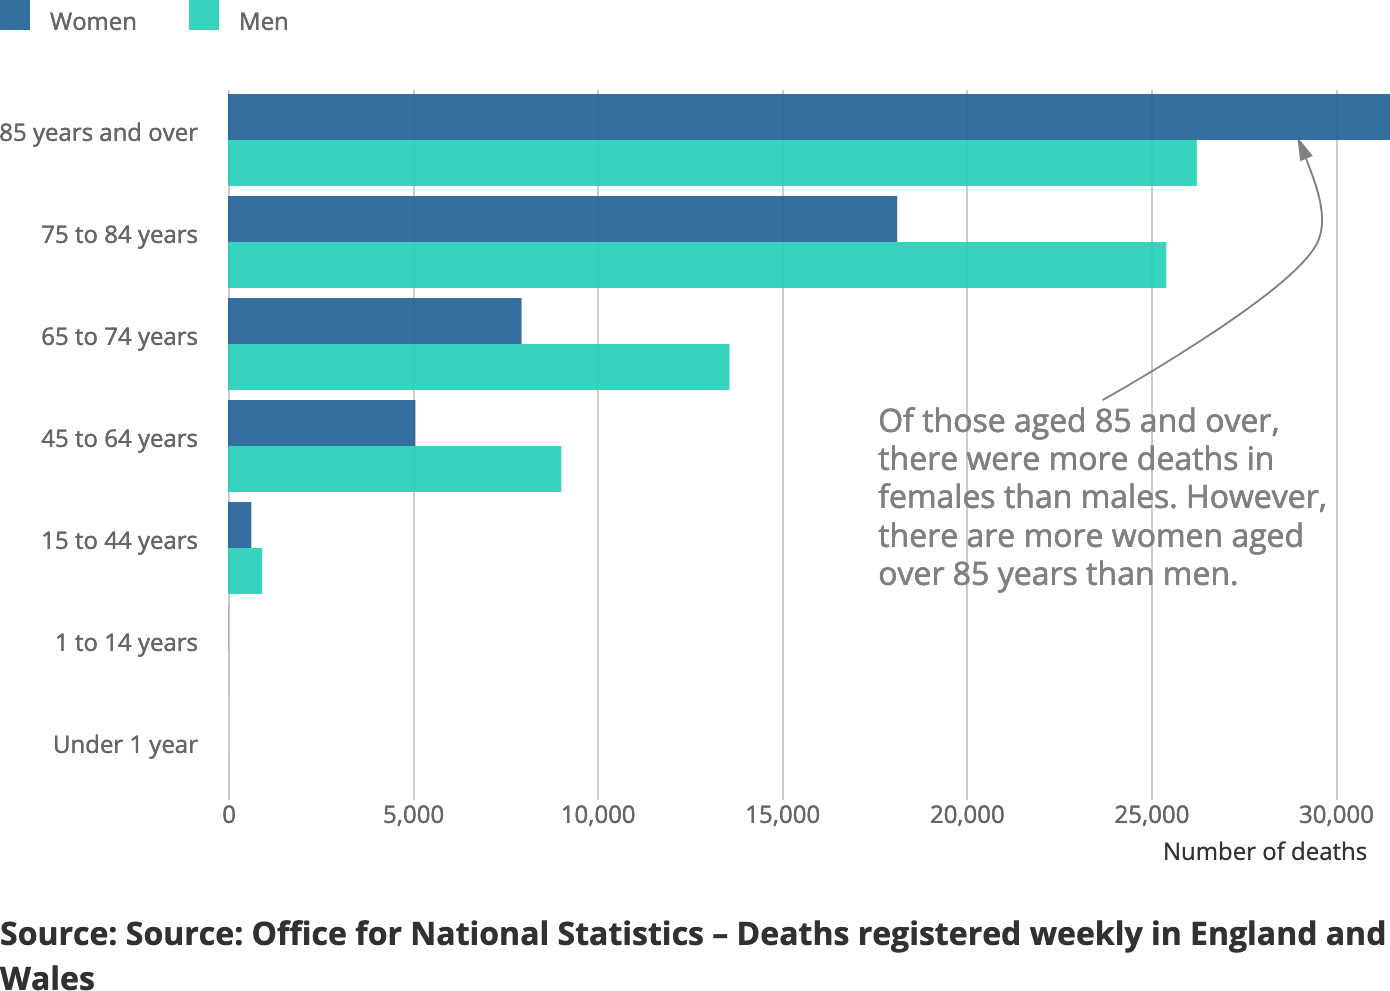 Women Men
85 years and over
75 to 84 years
65 to 74 years
45 to 64 years
Of those aged 85 and over,
there were more deaths in
females than males. However,
there are more women aged
over 85 years than men.
15 to 44 years
1 to 14 years
Under 1 year
0 5,000 10,000 15,000 20,000 25,000 30,000
Number of deaths
Source: Source: Office for National Statistics – Deaths registered weekly in England and
Wales